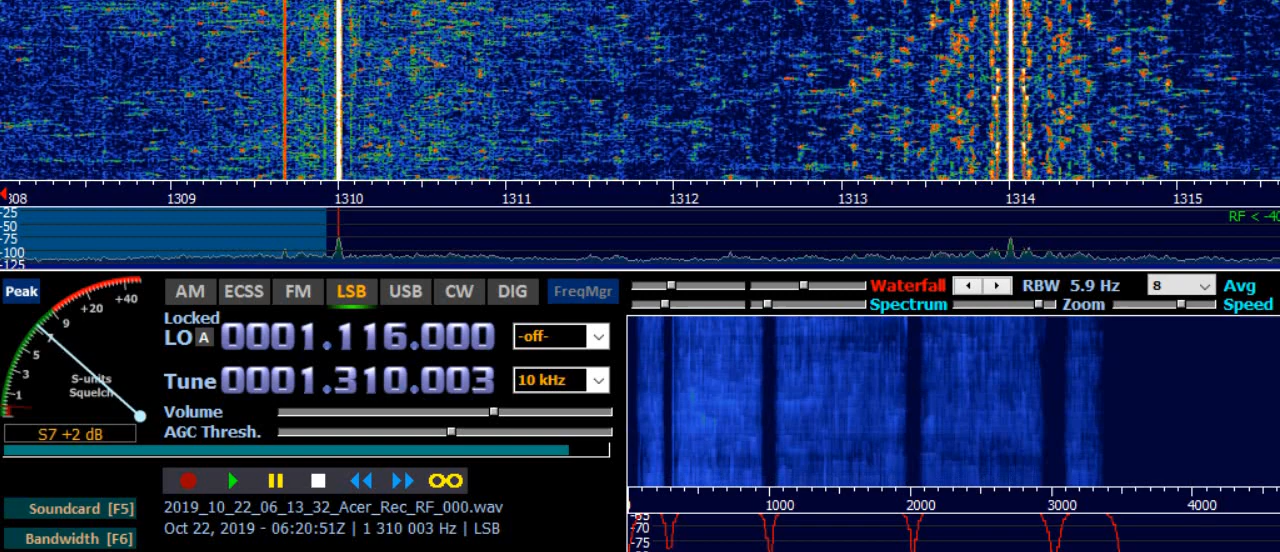 308 1309 1310 1311 1312 1313 1314 1315
-25
-50
-75
-100
-125
RF < -40
Peak
1 3 5 7 9 +20 +40
S-units
Squelch
S7 +2 dB
AM ECSS FM LSB USB CW DIG FreqMgr
Locked
LO A 0001.116.000 -off-
Tune 0001.310.003 10 kHz
Volume
AGC Thresh.
Waterfall RBW 5.9 Hz 8 Avg
Spectrum Zoom Speed
2019_10_22_06_13_32_Acer_Rec_RF_000.wav
Oct 22, 2019 - 06:20:51Z | 1 310 003 Hz | LSB
Soundcard [F5]
Bandwidth [F6]
1000 2000 3000 4000
-65
-70
-75